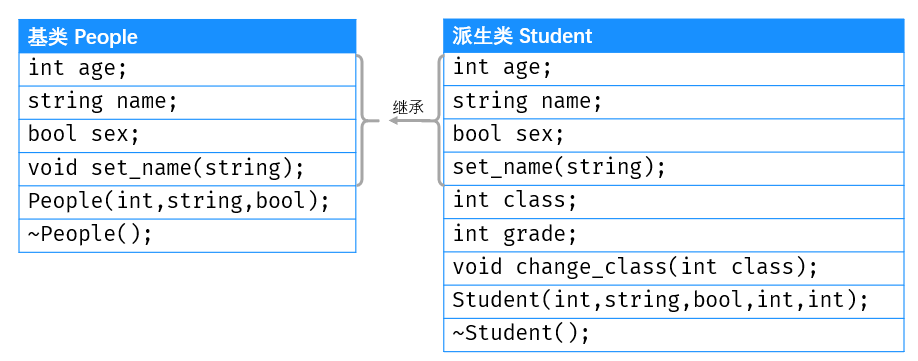 基类 People
int age;
string name;
bool sex;
void set_name(string);
People(int,string,bool);
~People();
继承
派生类 Student
int age;
string name;
bool sex;
set_name(string);
int class;
int grade;
void change_class(int class);
Student(int,string,bool,int,int);
~Student();